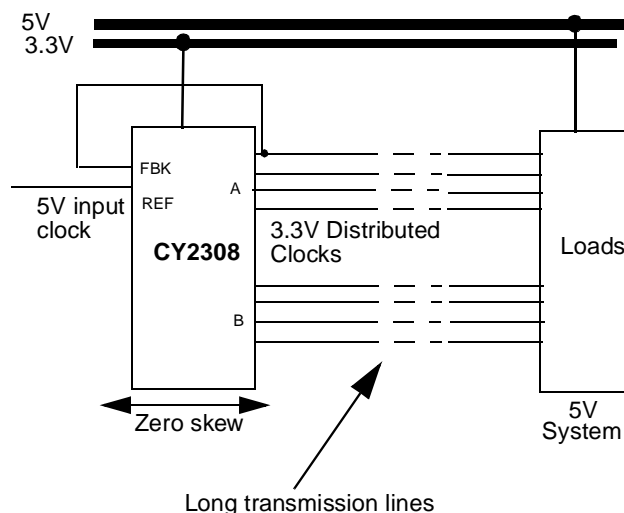 5V
3.3V
FBK
5V input
clock
REF
A
CY2308
3.3V Distributed
Clocks
Loads
B
Zero skew
5V
System
Long transmission lines